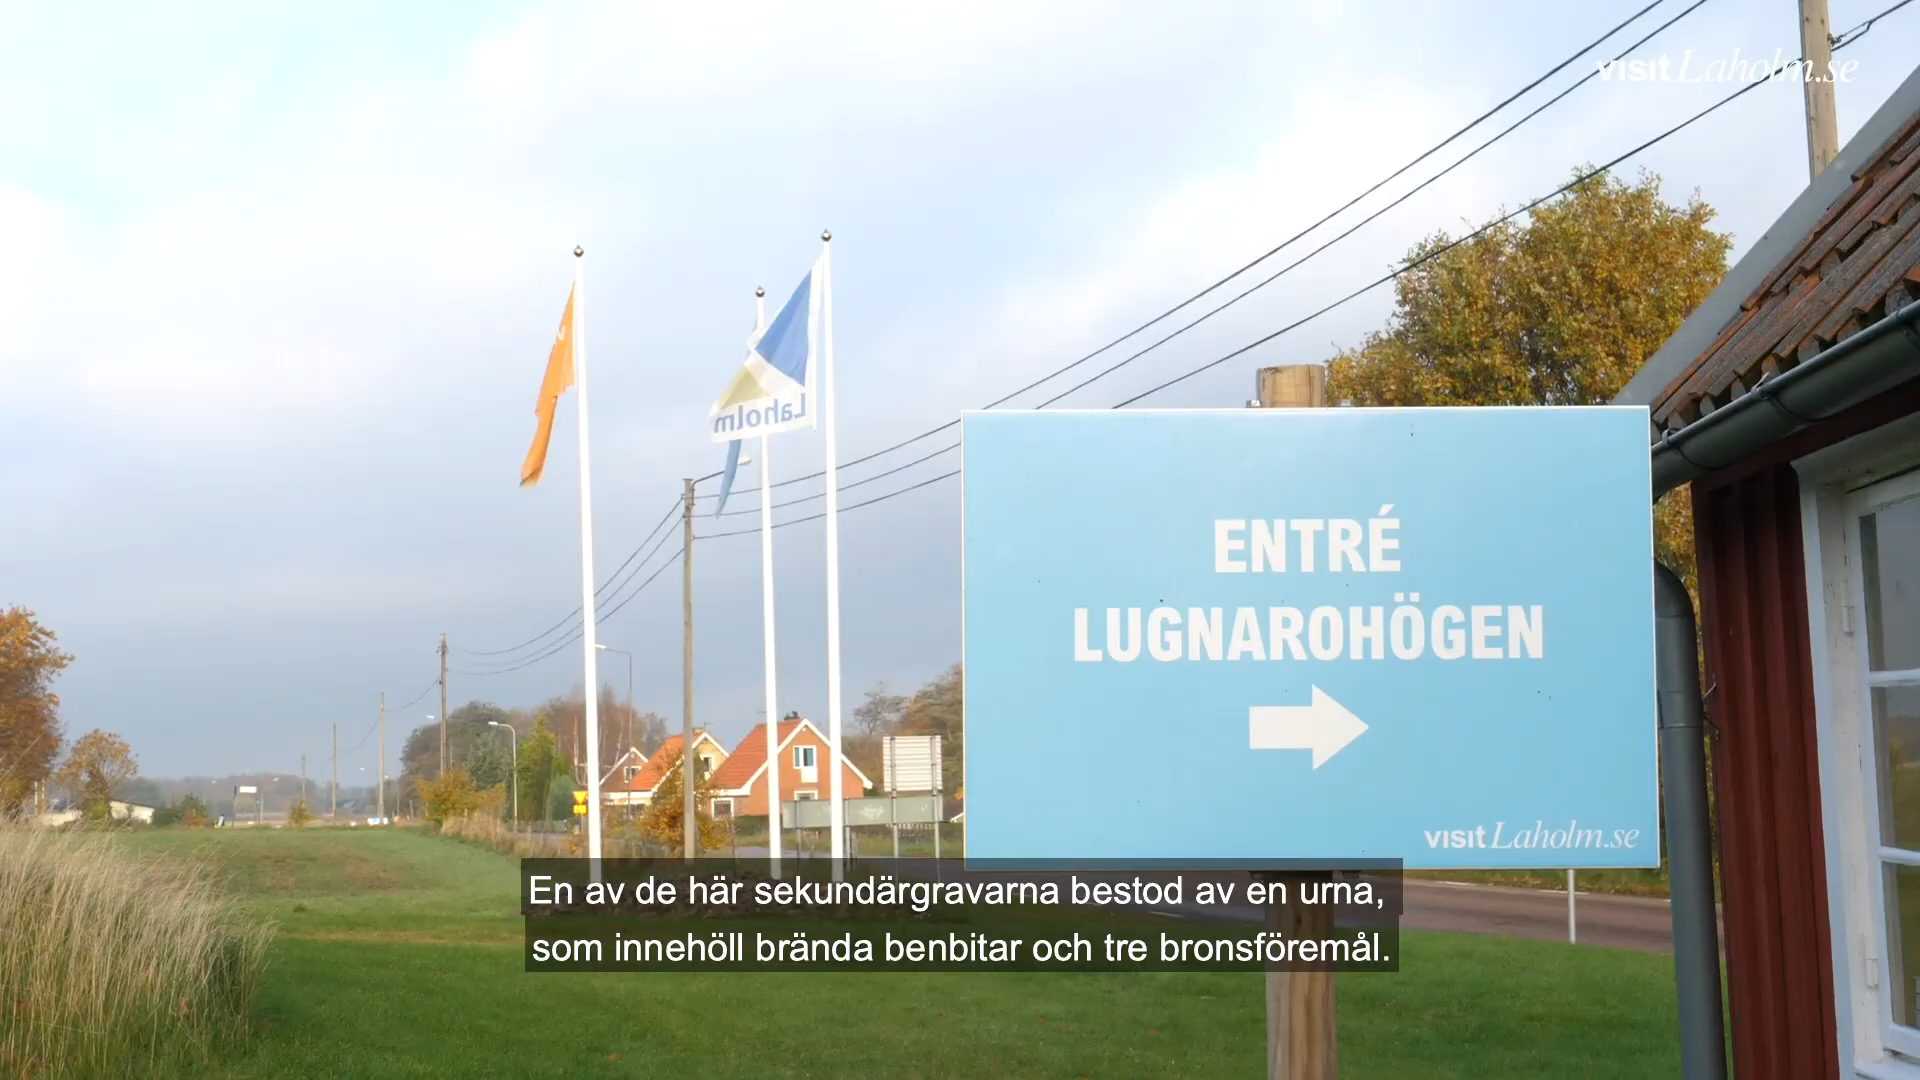 visit Laholm.se
Laholm
ENTRÉ
LUGNAROHÖGEN
visit Laholm.se
En av de här sekundärgravarna bestod av en urna,
som innehöll brända benbitar och tre bronsföremål.